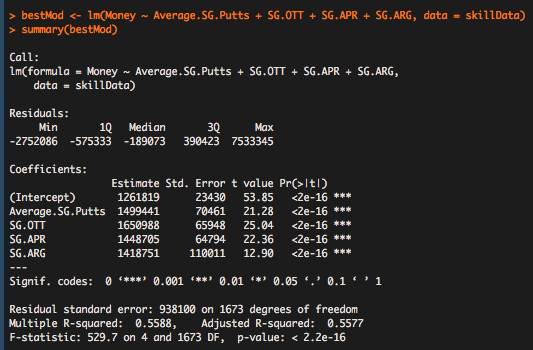 > bestMod <- lm(Money ~ Average.SG.Putts + SG.OTT + SG.APR + SG.ARG, data = skillData)
> summary(bestMod)
Call:
lm(formula = Money ~ Average.SG.Putts + SG.OTT + SG.APR + SG.ARG,
    data = skillData)
Residuals:
     Min       1Q   Median       3Q      Max
-2752086  -575333  -189073   390423  7533345
Coefficients:
                 Estimate Std. Error t value Pr(>|t|)
(Intercept)       1261819      23430   53.85   <2e-16 ***
Average.SG.Putts  1499441      70461   21.28   <2e-16 ***
SG.OTT            1650988      65948   25.04   <2e-16 ***
SG.APR            1448705      64794   22.36   <2e-16 ***
SG.ARG            1418751     110011   12.90   <2e-16 ***
---
Signif. codes:  0 ‘***’ 0.001 ‘**’ 0.01 ‘*’ 0.05 ‘.’ 0.1 ‘ ’ 1
Residual standard error: 938100 on 1673 degrees of freedom
Multiple R-squared:  0.5588,	Adjusted R-squared:  0.5577
F-statistic: 529.7 on 4 and 1673 DF,  p-value: < 2.2e-16